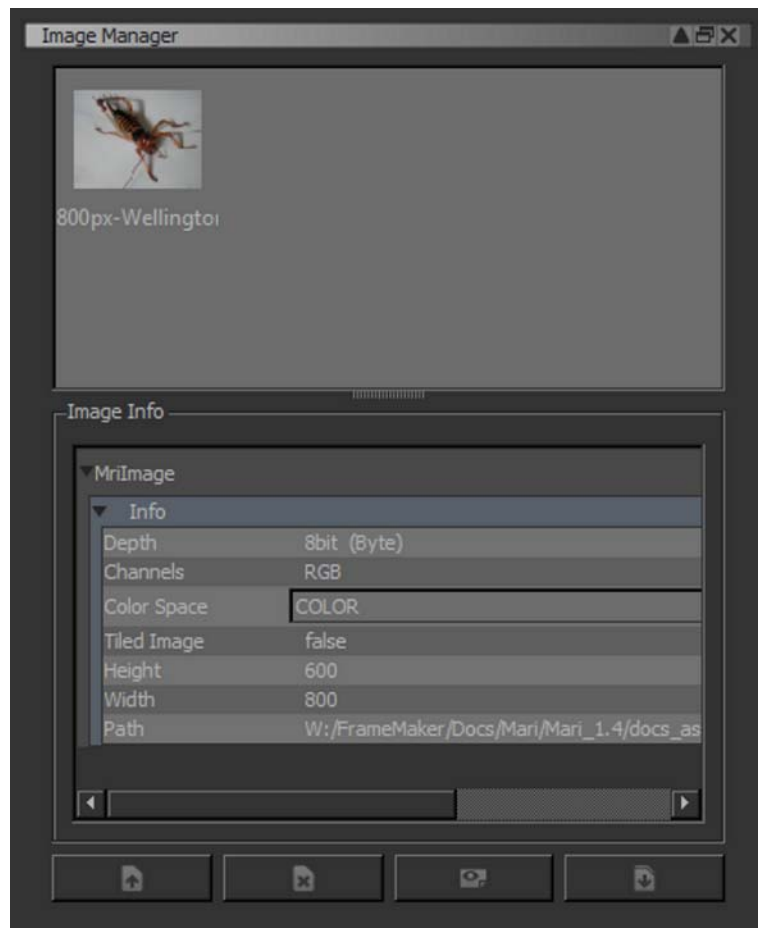 Image Manager
800px-Wellington
Image Info
MriImage
Info
Depth 8bit (Byte)
Channels RGB
Color Space COLOR
Tiled Image false
Height 600
Width 800
Path W:/FrameMaker/Docs/Mari/Mari_1.4/docs_as